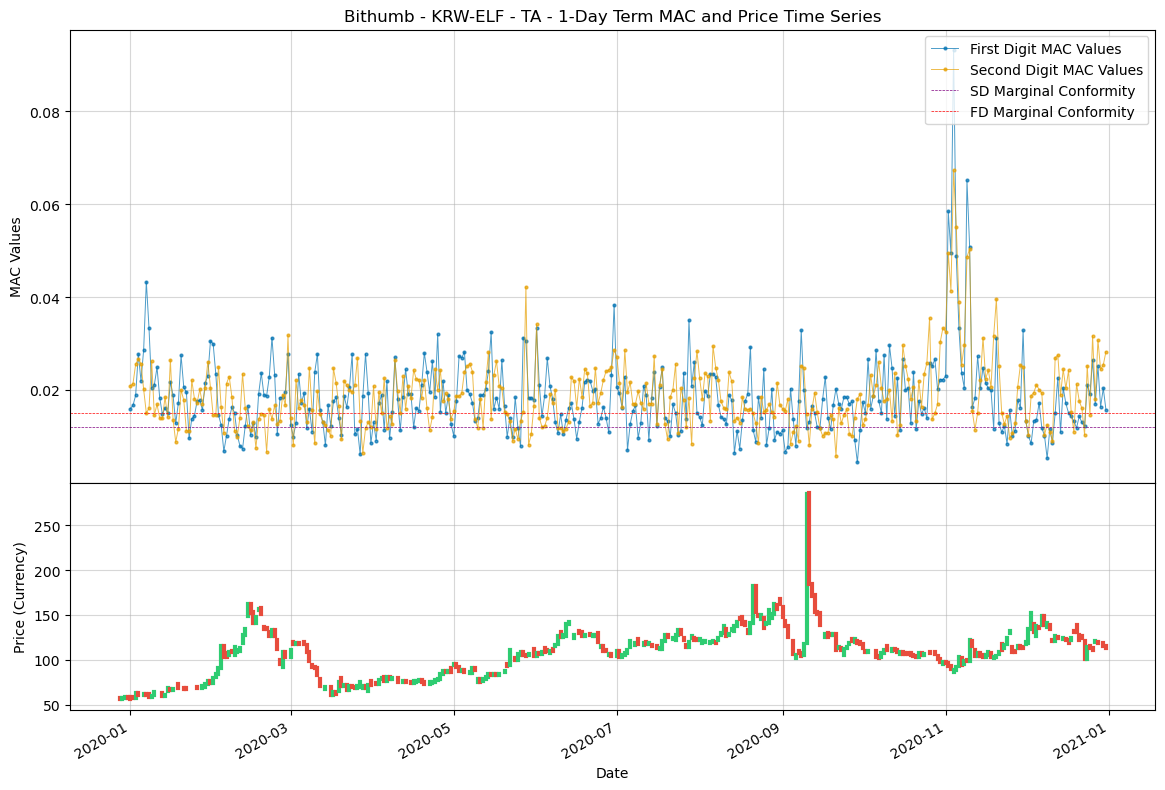 Bithumb - KRW-ELF - TA - 1-Day Term MAC and Price Time Series
First Digit MAC Values
Second Digit MAC Values
SD Marginal Conformity
FD Marginal Conformity
MAC Values
0.08
0.06
0.04
0.02
Price (Currency)
250
200
150
100
50
2020-01
2020-03
2020-05
2020-07
2020-09
2020-11
2021-01
Date